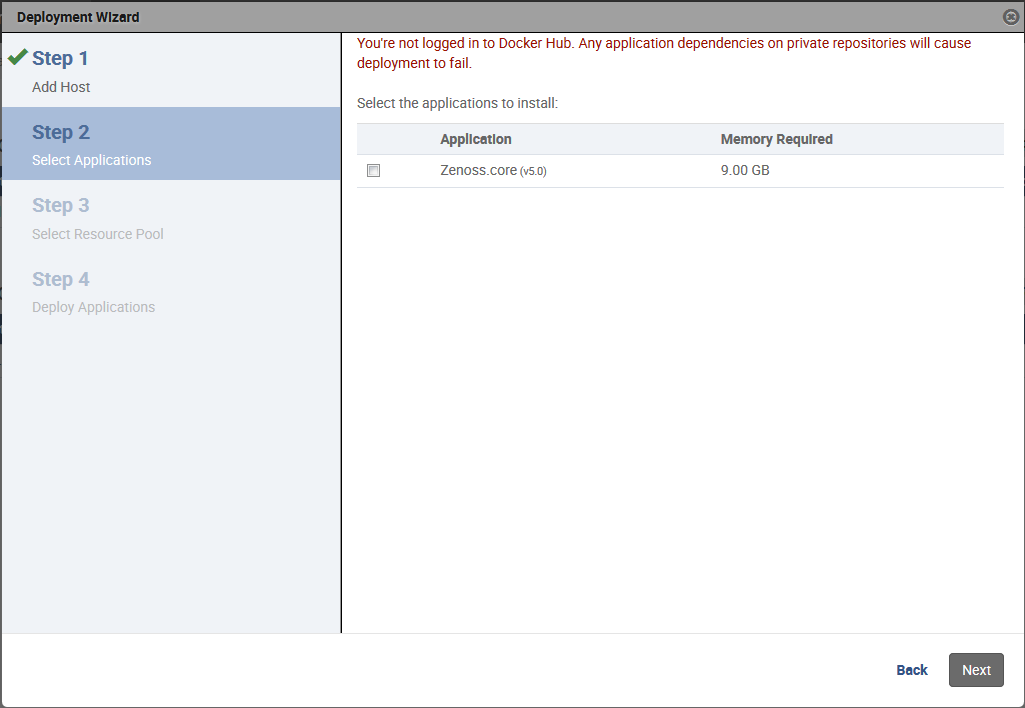 Deployment Wizard
Step 1
Add Host
Step 2
Select Applications
Step 3
Select Resource Pool
Step 4
Deploy Applications
You're not logged in to Docker Hub. Any application dependencies on private repositories will cause
deployment to fail.
Select the applications to install:
Application Memory Required
Zenoss.core (v5.0) 9.00 GB
Back Next